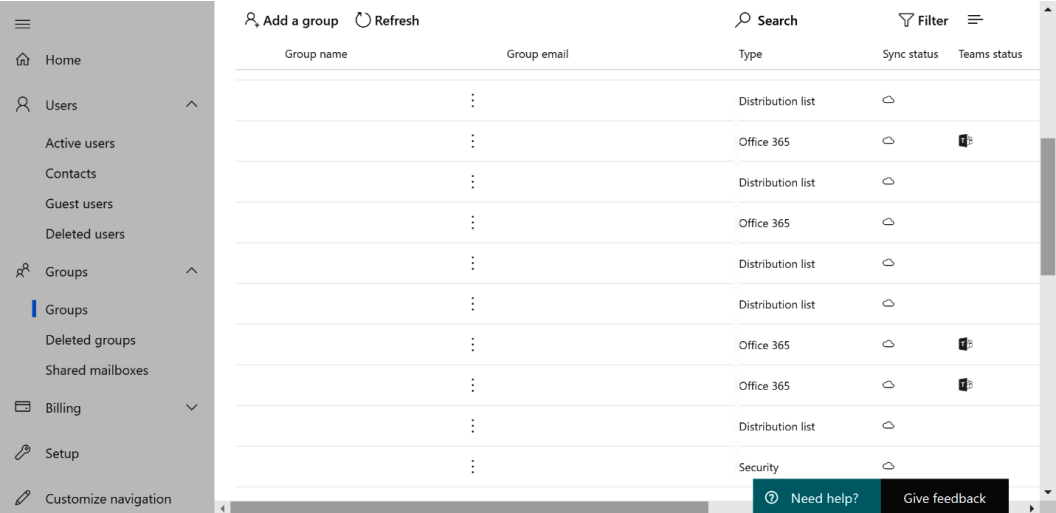 Add a group Refresh Search Filter
Group name Group email Type Sync status Teams status
Home
Users
Active users
Contacts
Guest users
Deleted users
Groups
Groups
Deleted groups
Shared mailboxes
Billing
Setup
Customize navigation
Distribution list
Office 365
Distribution list
Office 365
Distribution list
Distribution list
Office 365
Office 365
Distribution list
Security
Need help? Give feedback